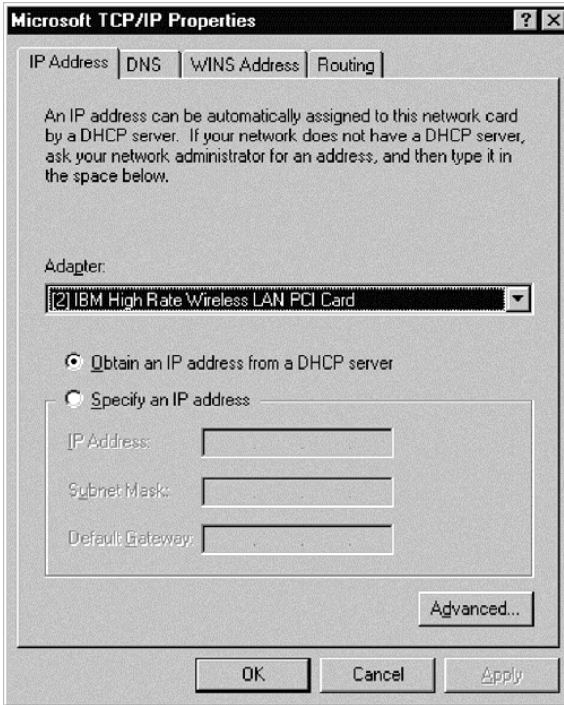 Microsoft TCP/IP Properties
IP Address DNS WINS Address Routing
An IP address can be automatically assigned to this network card
by a DHCP server. If your network does not have a DHCP server,
ask your network administrator for an address, and then type it in
the space below.
Adapter:
[2] IBM High Rate Wireless LAN PCI Card
Obtain an IP address from a DHCP server
Specify an IP address
IP Address:
Subnet Mask:
Default Gateway:
Advanced...
OK Cancel Apply